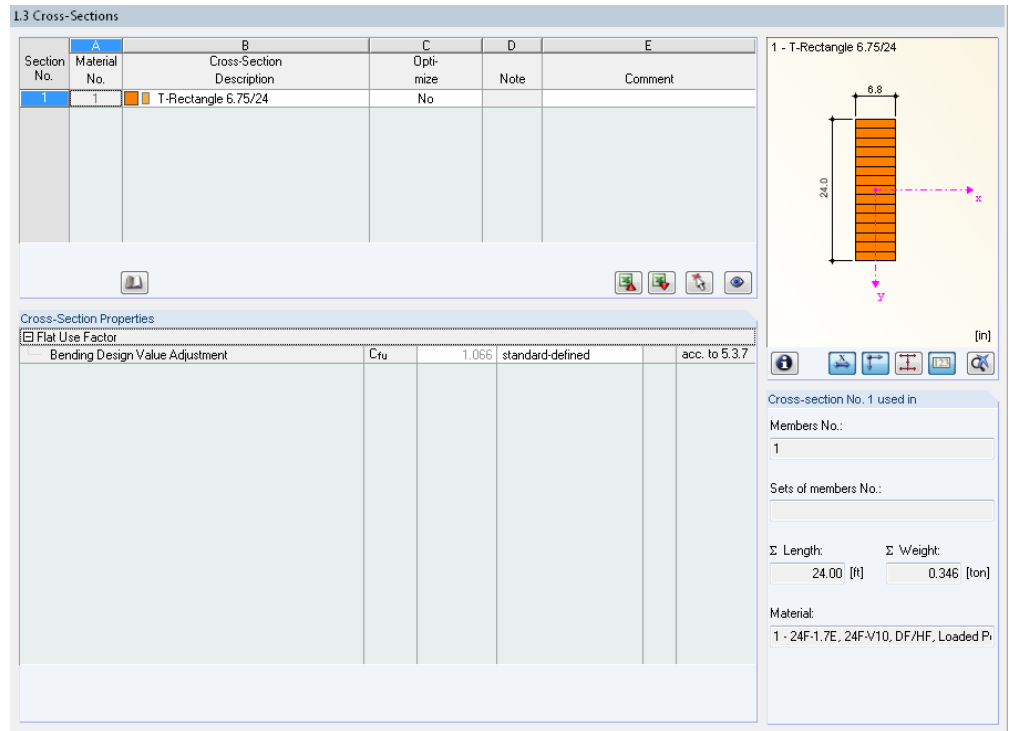 1.3 Cross-Sections
A B C D E
Section Material Cross-Section Opti-
No. No. Description mize Note Comment
1 1 T-Rectangle 6.75/24 No
Cross-Section Properties
Flat Use Factor
Bending Design Value Adjustment Cfu 1.066 standard-defined acc. to 5.3.7
1 - T-Rectangle 6.75/24
6.8
24.0
x
y
[in]
Cross-section No. 1 used in
Members No.:
1
Sets of members No.:
Σ Length: Σ Weight:
24.00 [ft] 0.346 [ton]
Material:
1 - 24F-1.7E, 24F-V10, DF/HF, Loaded